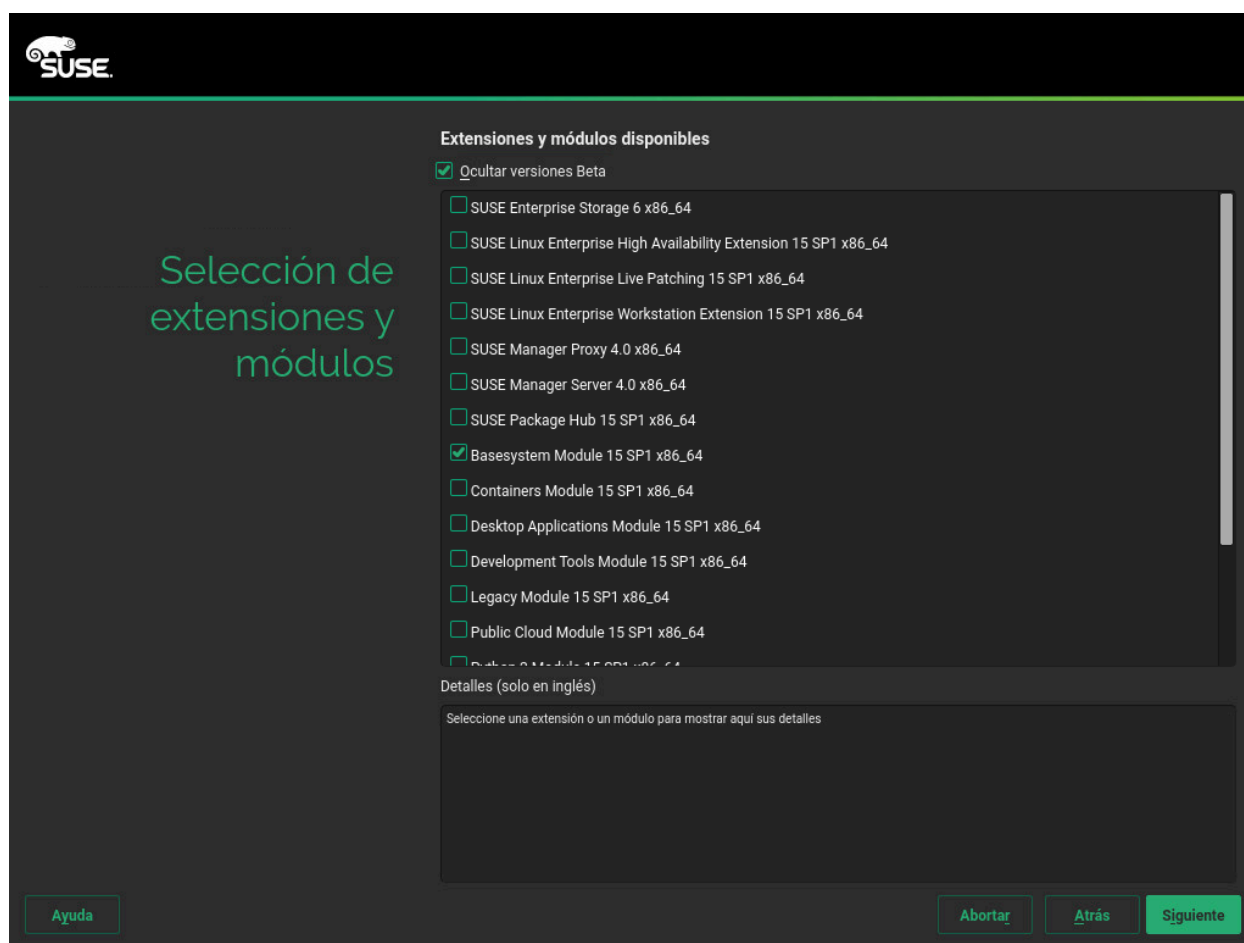 SUSE.
Extensiones y módulos disponibles
Ocultar versiones Beta
Selección de
extensiones y
módulos
SUSE Enterprise Storage 6 x86_64
SUSE Linux Enterprise High Availability Extension 15 SP1 x86_64
SUSE Linux Enterprise Live Patching 15 SP1 x86_64
SUSE Linux Enterprise Workstation Extension 15 SP1 x86_64
SUSE Manager Proxy 4.0 x86_64
SUSE Manager Server 4.0 x86_64
SUSE Package Hub 15 SP1 x86_64
Basesystem Module 15 SP1 x86_64
Containers Module 15 SP1 x86_64
Desktop Applications Module 15 SP1 x86_64
Development Tools Module 15 SP1 x86_64
Legacy Module 15 SP1 x86_64
Public Cloud Module 15 SP1 x86_64
Detalles (solo en inglés)
Seleccione una extensión o un módulo para mostrar aquí sus detalles
Ayuda
Abortar
Atrás
Siguiente